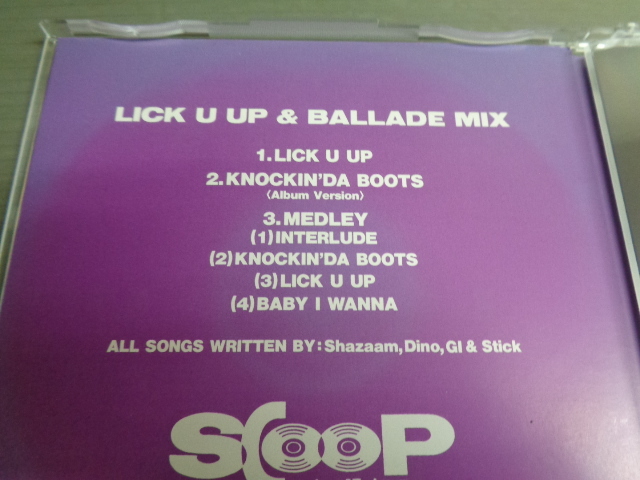 LICK U UP & BALLADE MIX
1.LICK U UP
2.KNOCKIN'DA BOOTS
(Album Version)
3.MEDLEY
(1)INTERLUDE
(2)KNOCKIN'DA BOOTS
(3)LICK U UP
(4)BABY I WANNA
ALL SONGS WRITTEN BY:Shazaam,Dino,GI & Stick
SCOOP